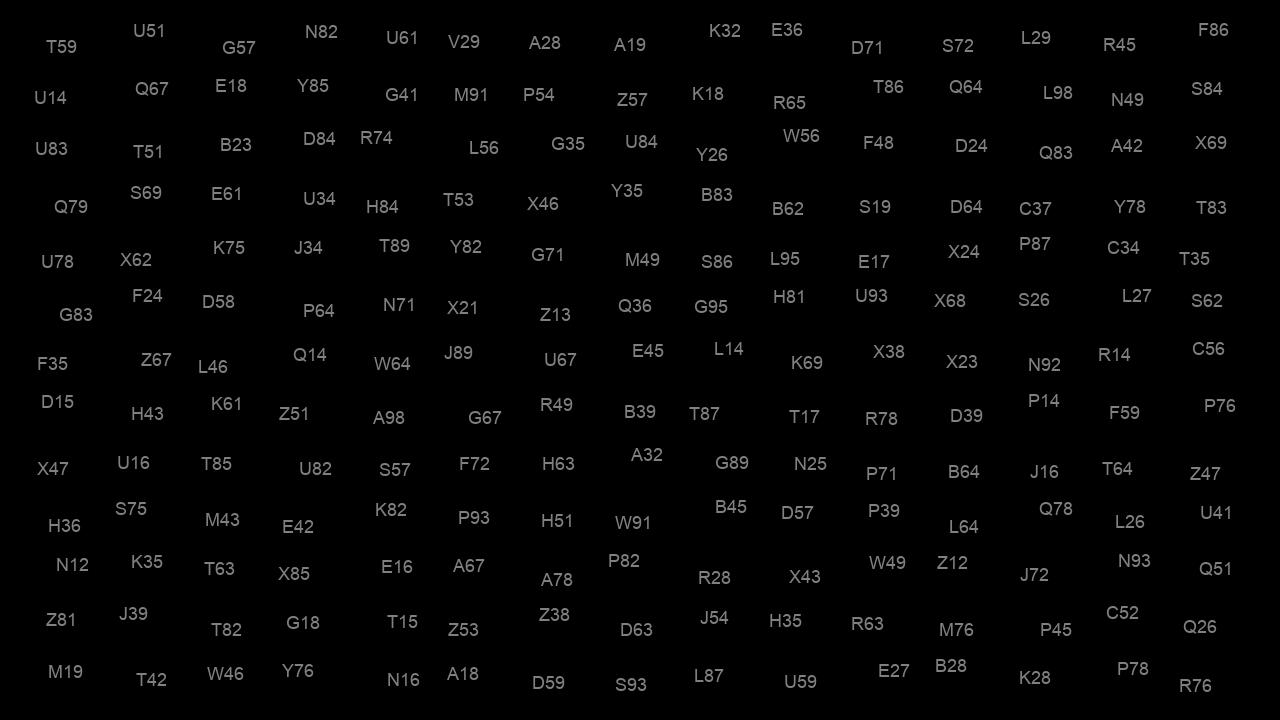 T59 U51 G57 N82 U61 V29 A28 A19 K32 E36 D71 S72 L29 R45 F86
U14 Q67 E18 Y85 G41 M91 P54 Z57 K18 R65 T86 Q64 L98 N49 S84
U83 T51 B23 D84 R74 L56 G35 U84 Y26 W56 F48 D24 Q83 A42 X69
Q79 S69 E61 U34 H84 T53 X46 Y35 B83 B62 S19 D64 C37 Y78 T83
U78 X62 K75 J34 T89 Y82 G71 M49 S86 L95 E17 X24 P87 C34 T35
G83 F24 D58 P64 N71 X21 Z13 Q36 G95 H81 U93 X68 S26 L27 S62
F35 Z67 L46 Q14 W64 J89 U67 E45 L14 K69 X38 X23 N92 R14 C56
D15 H43 K61 Z51 A98 G67 R49 B39 T87 T17 R78 D39 P14 F59 P76
X47 U16 T85 U82 S57 F72 H63 A32 G89 N25 P71 B64 J16 T64 Z47
H36 S75 M43 E42 K82 P93 H51 W91 B45 D57 P39 L64 Q78 L26 U41
N12 K35 T63 X85 E16 A67 A78 P82 R28 X43 W49 Z12 J72 N93 Q51
Z81 J39 T82 G18 T15 Z53 Z38 D63 J54 H35 R63 M76 P45 C52 Q26
M19 T42 W46 Y76 N16 A18 D59 S93 L87 U59 E27 B28 K28 P78 R76